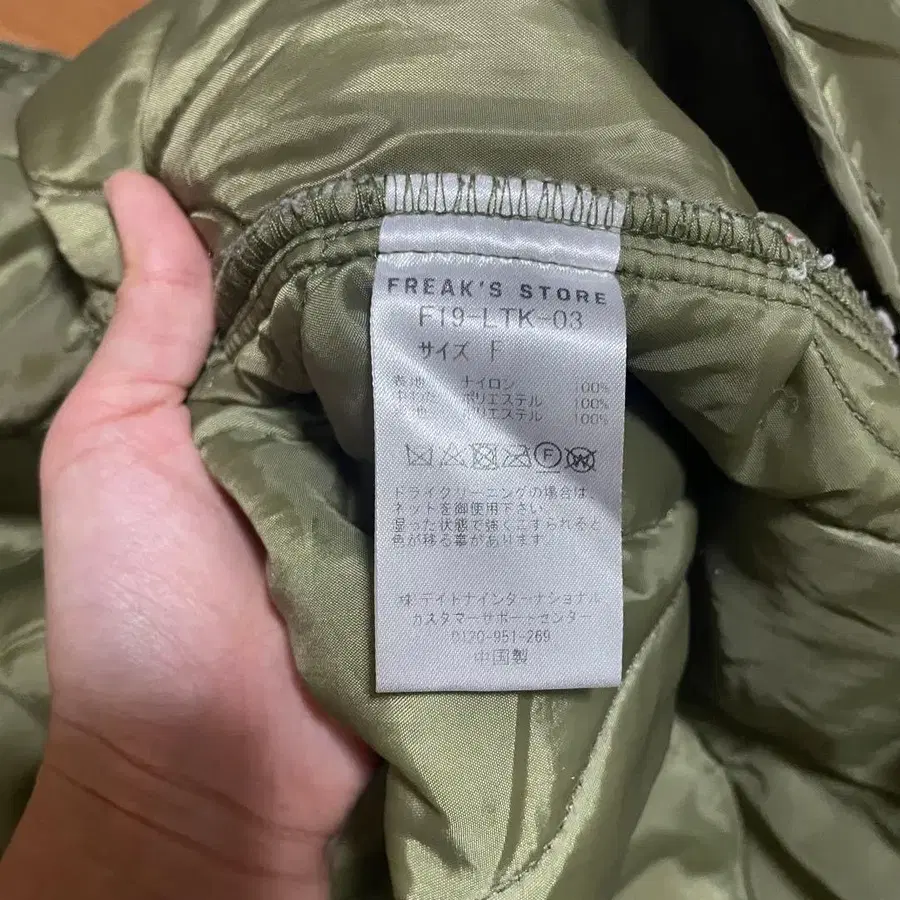 FREAK'S STORE
F19-LTK-03
サイズ F
表地 ナイロン 100%
中わた ポリエステル 100%
裏地 ポリエステル 100%
F W
ドライクリーニングの場合は
ネットを御使用下さい
湿った状態で強くこすられると
色が移る事があります。
株 デイトナインターナショナル
カスタマーサポートセンター
0120-951-269
中国製